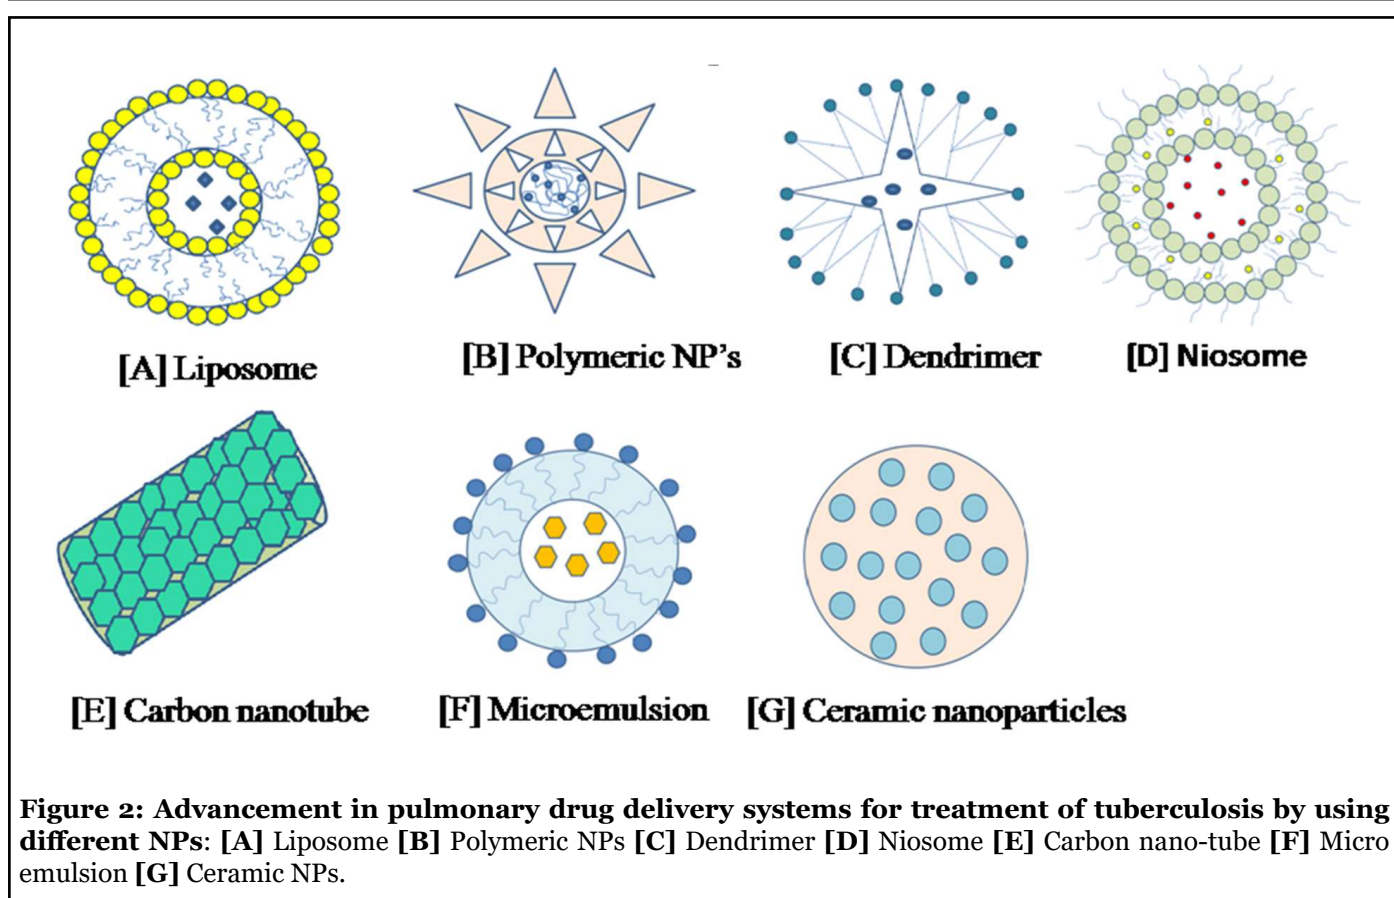 [A] Liposome
[B] Polymeric NP's
[C] Dendrimer
[D] Niosome
[E] Carbon nanotube
[F] Microemulsion
[G] Ceramic nanoparticles
Figure 2: Advancement in pulmonary drug delivery systems for treatment of tuberculosis by using
different NPs: [A] Liposome [B] Polymeric NPs [C] Dendrimer [D] Niosome [E] Carbon nano-tube [F] Micro
emulsion [G] Ceramic NPs.